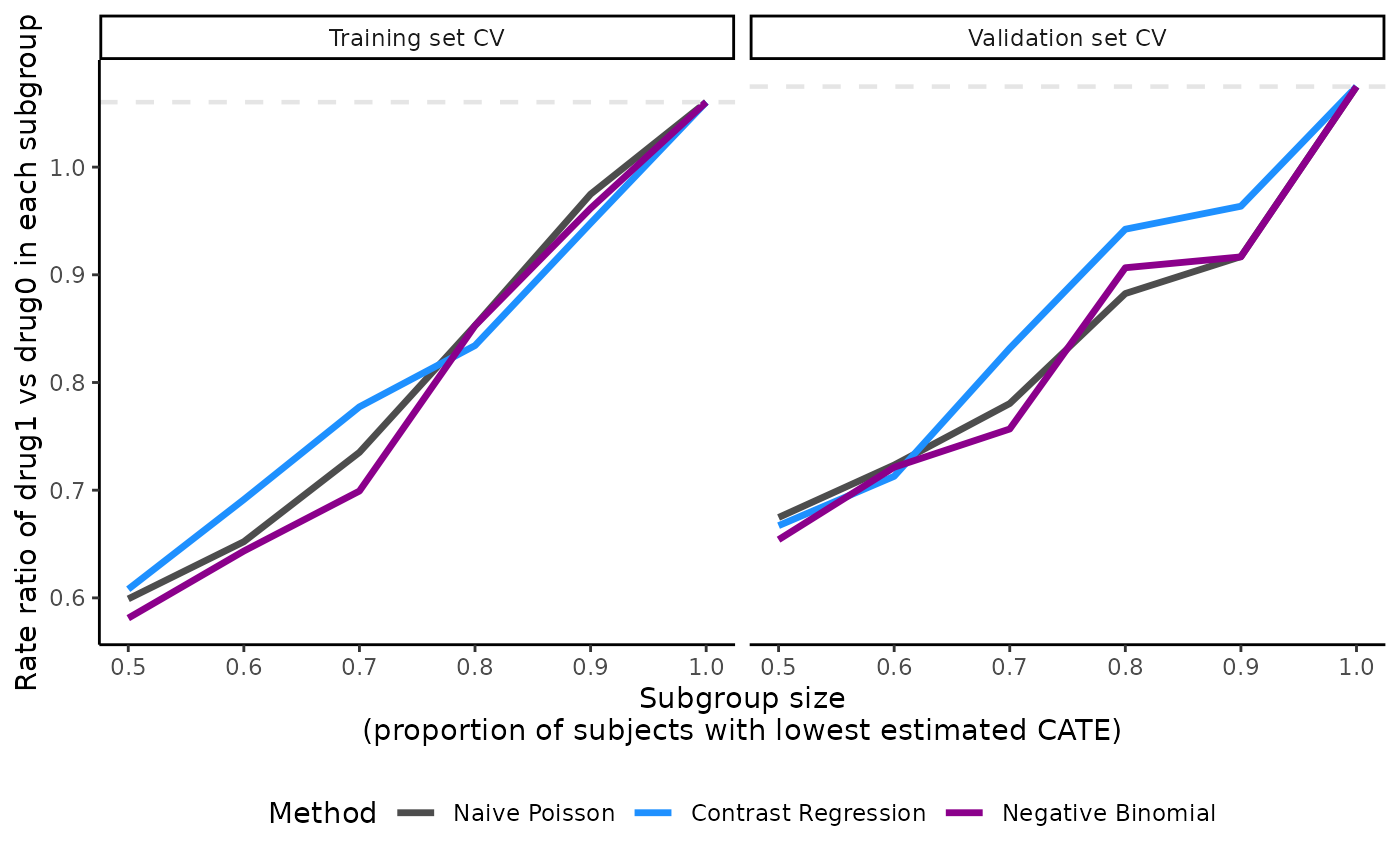 Training set CV
Validation set CV
Rate ratio of drug1 vs drug0 in each subgroup
1.0
0.9
0.8
0.7
0.6
0.5 0.6 0.7 0.8 0.9 1.0
0.5 0.6 0.7 0.8 0.9 1.0
Subgroup size
(proportion of subjects with lowest estimated CATE)
Method Naive Poisson Contrast Regression Negative Binomial